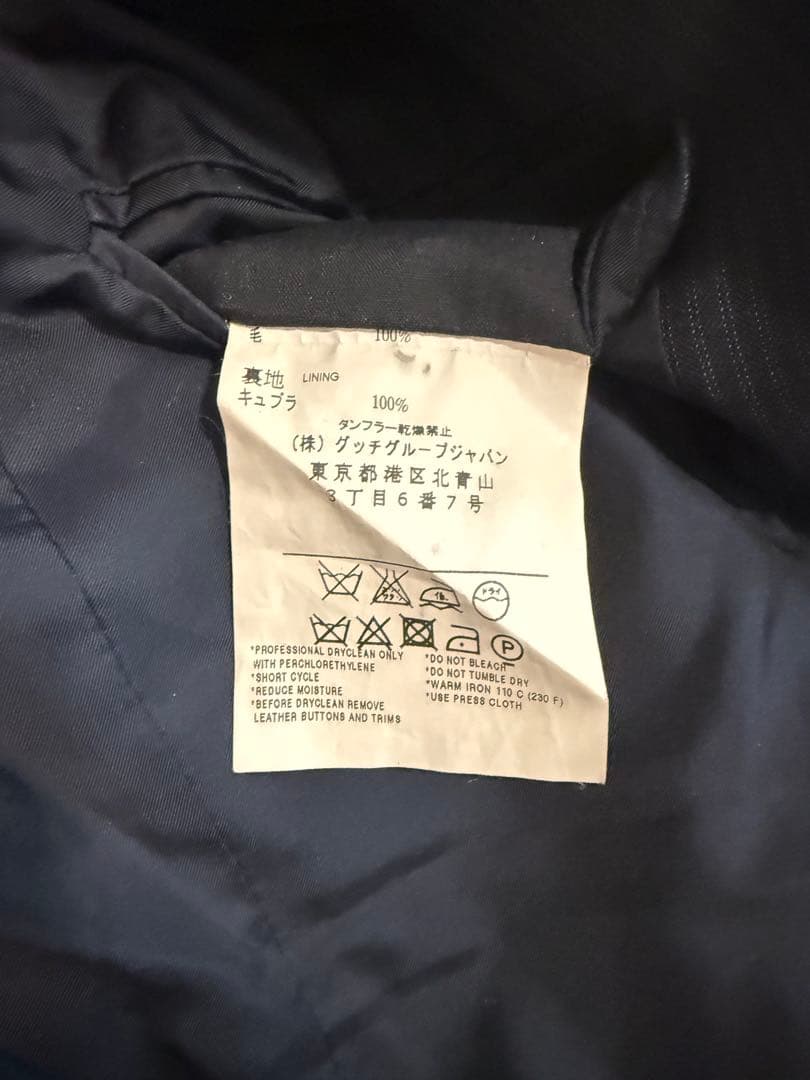 毛 100%
裏地 LINING
キュプラ 100%
タンブラー乾燥禁止
(株)グッチグループジャパン
東京都港区北青山
3丁目6番7号
ドライ
P
*PROFESSIONAL DRYCLEAN ONLY
WITH PERCHLORETHYLENE
*SHORT CYCLE
*REDUCE MOISTURE
*BEFORE DRYCLEAN REMOVE
LEATHER BUTTONS AND TRIMS
*DO NOT BLEACH
*DO NOT TUMBLE DRY
*WARM IRON 110 C (230 F)
*USE PRESS CLOTH